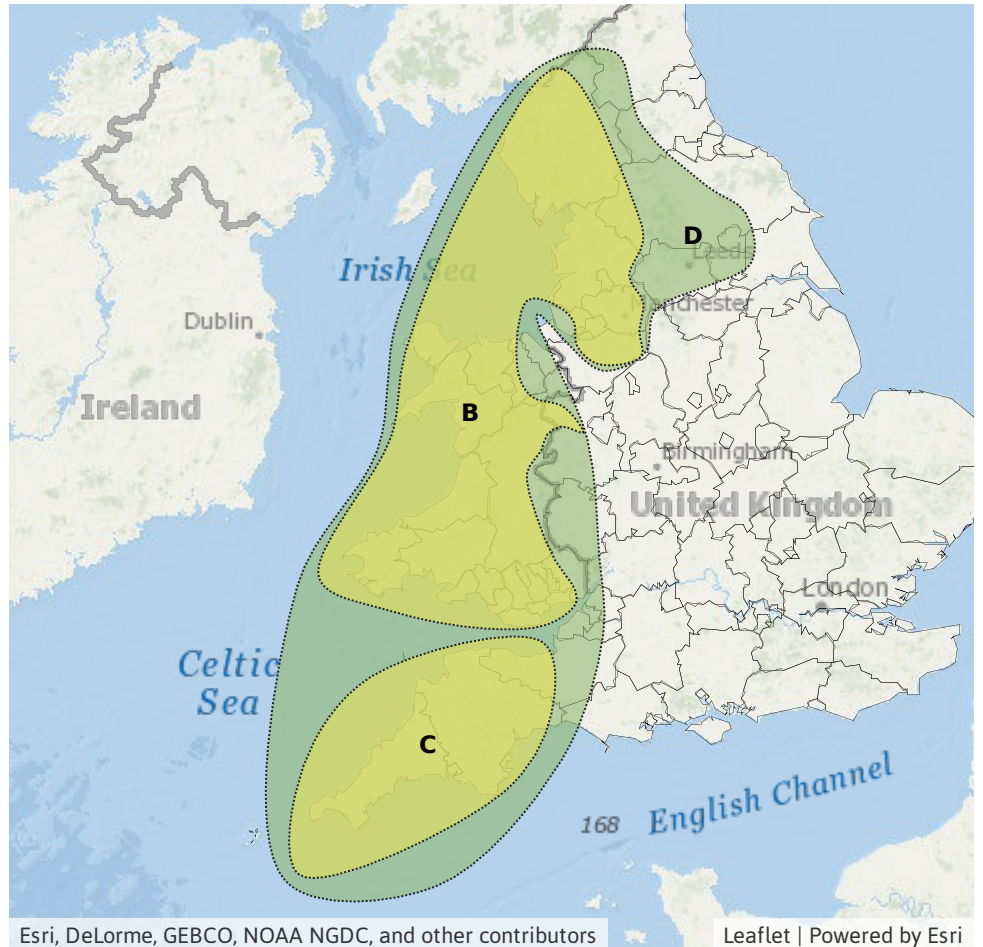 D
Leeds
Irish Sea
Manchester
Dublin
Ireland
B
Birmingham
United Kingdom
London
Celtic
Sea
C
English Channel
168
Esri, DeLorme, GEBCO, NOAA NGDC, and other contributors
Leaflet | Powered by Esri